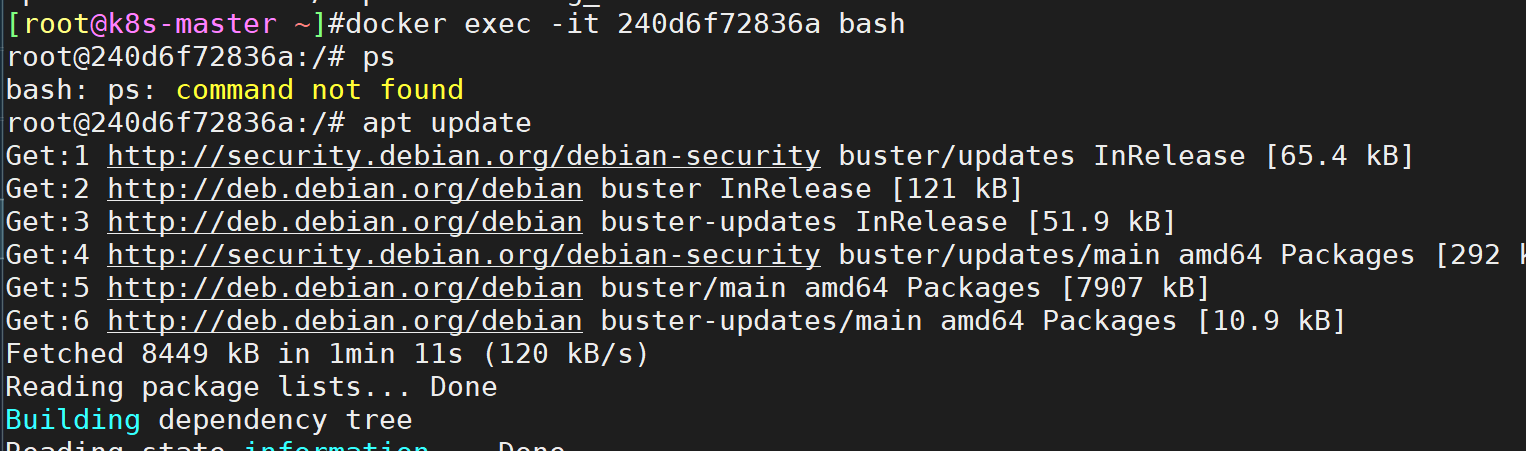 [root@k8s-master ~]#docker exec -it 240d6f72836a bash
root@240d6f72836a:/# ps
bash: ps: command not found
root@240d6f72836a:/# apt update
Get:1 http://security.debian.org/debian-security buster/updates InRelease [65.4 kB]
Get:2 http://deb.debian.org/debian buster InRelease [121 kB]
Get:3 http://deb.debian.org/debian buster-updates InRelease [51.9 kB]
Get:4 http://security.debian.org/debian-security buster/updates/main amd64 Packages [292 k
Get:5 http://deb.debian.org/debian buster/main amd64 Packages [7907 kB]
Get:6 http://deb.debian.org/debian buster-updates/main amd64 Packages [10.9 kB]
Fetched 8449 kB in 1min 11s (120 kB/s)
Reading package lists... Done
Building dependency tree
Reading state information... Done